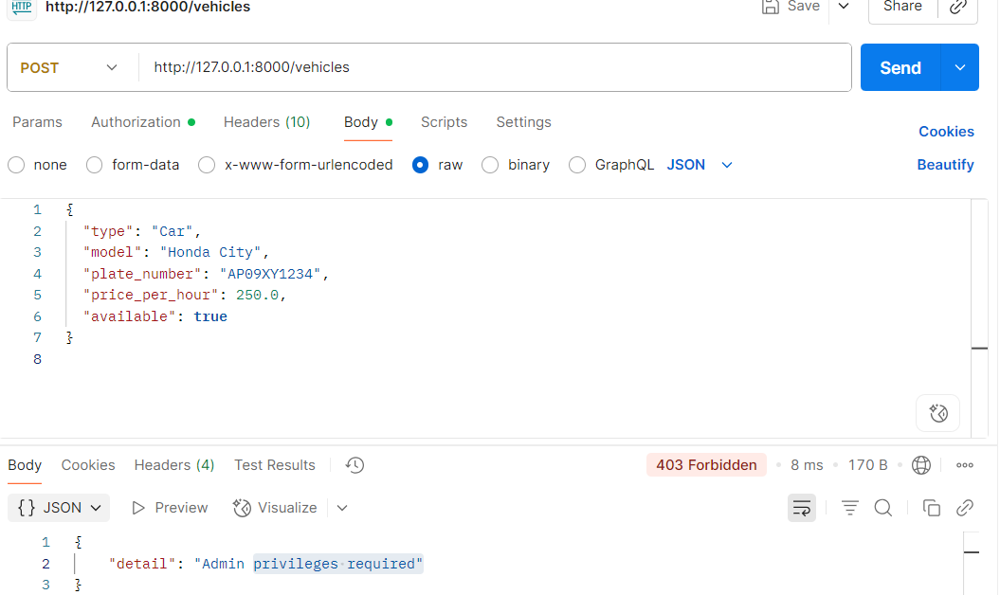 HTTP http://127.0.0.1:8000/vehicles Save Share
POST http://127.0.0.1:8000/vehicles Send
Params Authorization Headers (10) Body Scripts Settings
Cookies
none form-data x-www-form-urlencoded raw binary GraphQL JSON Beautify
1 {
2 "type": "Car",
3 "model": "Honda City",
4 "plate_number": "AP09XY1234",
5 "price_per_hour": 250.0,
6 "available": true
7 }
8
Body Cookies Headers (4) Test Results 403 Forbidden • 8 ms • 170 B •
{} JSON Preview Visualize
1 {
2 "detail": "Admin privileges required"
3 }